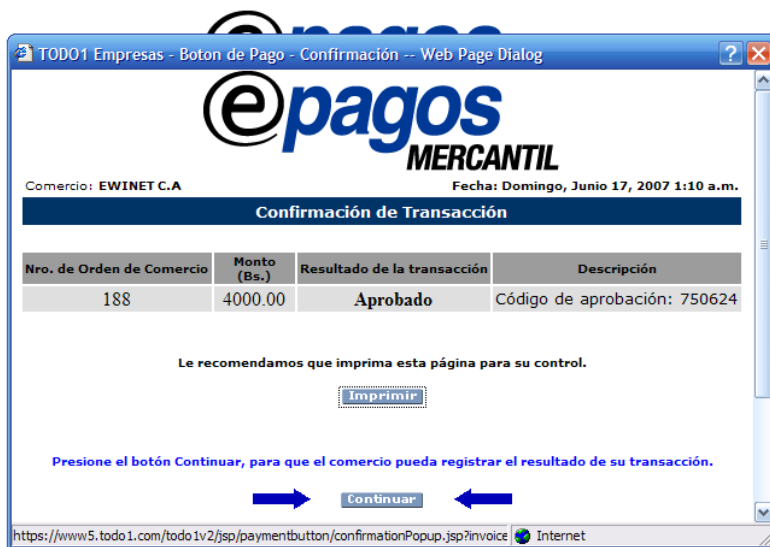 epagos
TODO1 Empresas - Boton de Pago - Confirmación -- Web Page Dialog
epagos
MERCANTIL
Comercio: EWINET C.A
Fecha: Domingo, Junio 17, 2007 1:10 a.m.
Confirmación de Transacción
Nro. de Orden de Comercio Monto (Bs.) Resultado de la transacción Descripción
188 4000.00 Aprobado Código de aprobación: 750624
Le recomendamos que imprima esta página para su control.
Imprimir
Presione el botón Continuar, para que el comercio pueda registrar el resultado de su transacción.
Continuar
https://www5.todo1.com/todo1v2/jsp/paymentbutton/confirmationPopup.jsp?invoice Internet